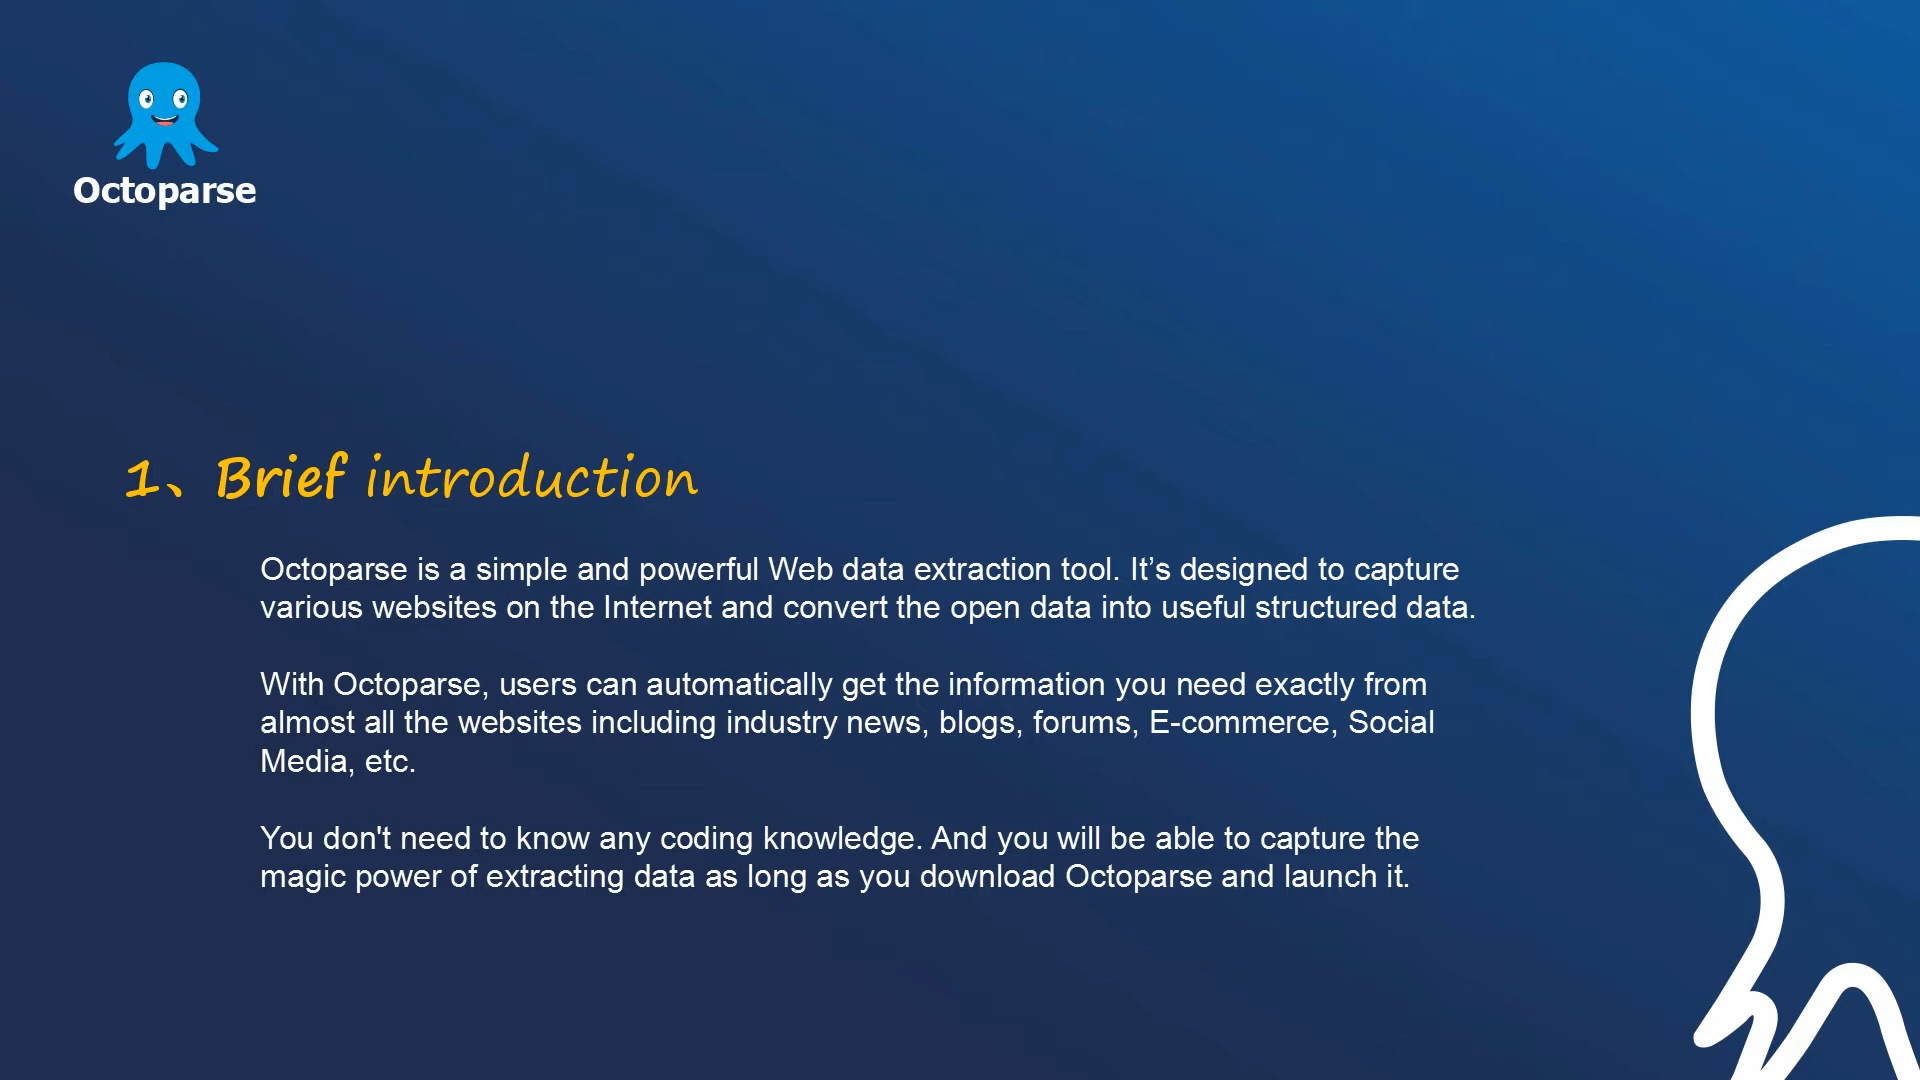 Octoparse
1、Brief introduction
Octoparse is a simple and powerful Web data extraction tool. It’s designed to capture
various websites on the Internet and convert the open data into useful structured data.
With Octoparse, users can automatically get the information you need exactly from
almost all the websites including industry news, blogs, forums, E-commerce, Social
Media, etc.
You don't need to know any coding knowledge. And you will be able to capture the
magic power of extracting data as long as you download Octoparse and launch it.